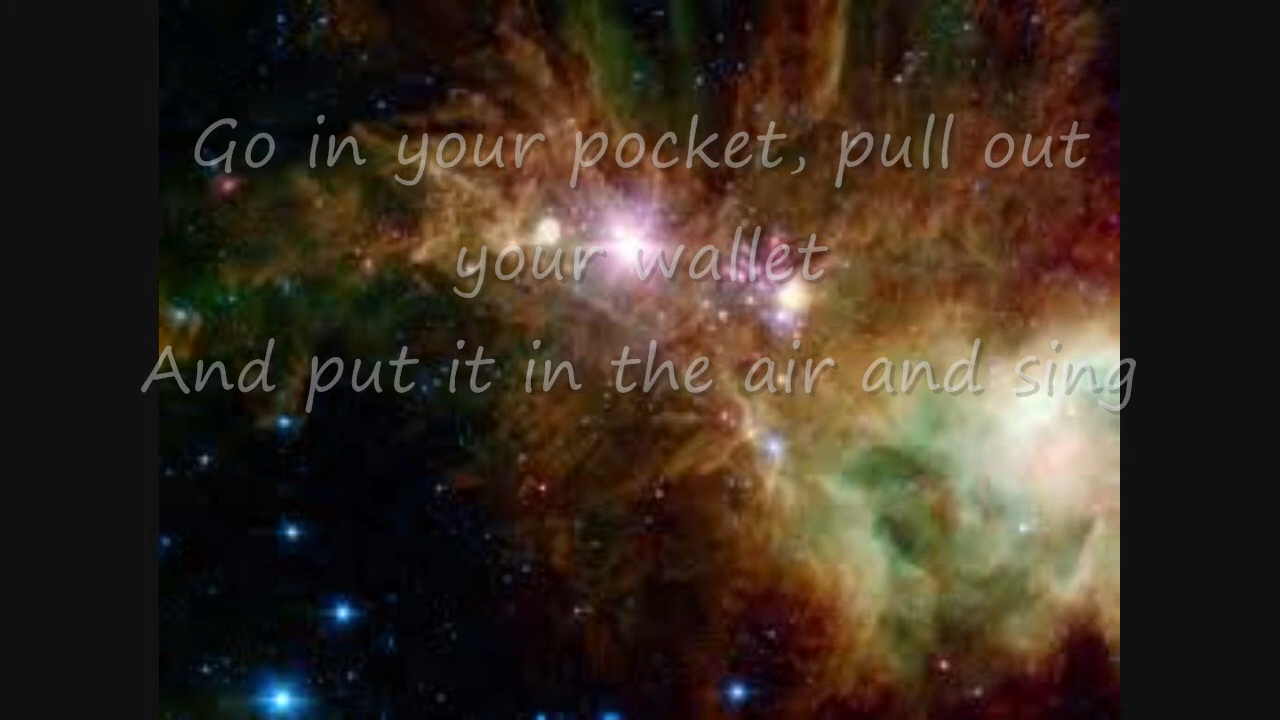 Go in your pocket, pull out
your wallet
And put it in the air and sing